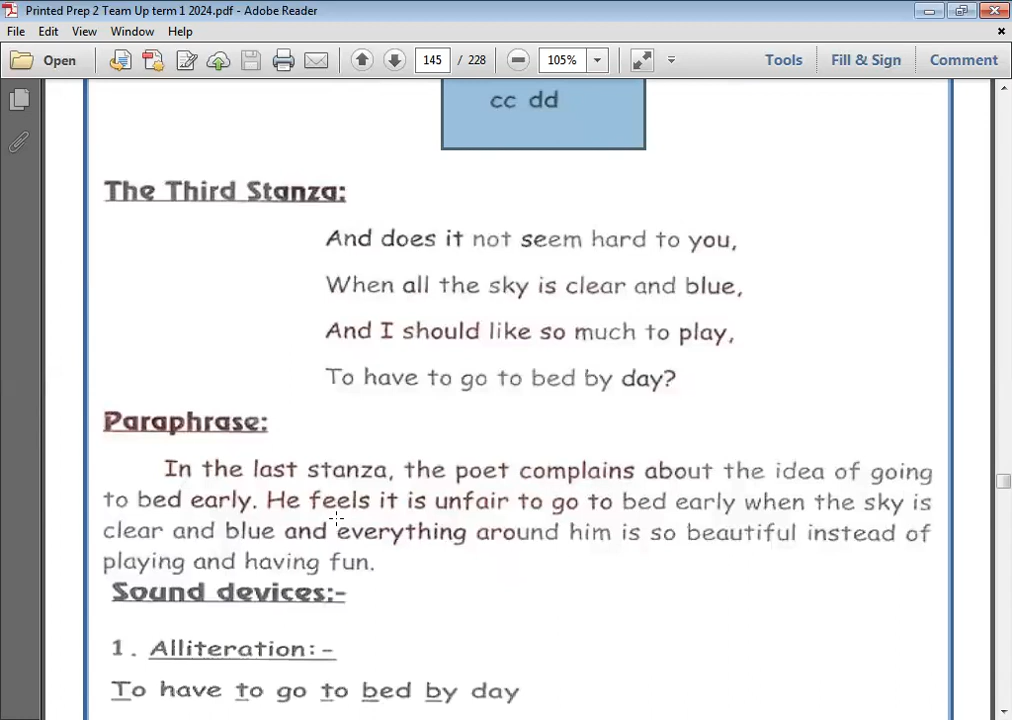 Printed Prep 2 Team Up term 1 2024.pdf - Adobe Reader
File Edit View Window Help
Open 145 / 228 105% Tools Fill & Sign Comment
cc dd
The Third Stanza:
And does it not seem hard to you,
When all the sky is clear and blue,
And I should like so much to play,
To have to go to bed by day?
Paraphrase:
In the last stanza, the poet complains about the idea of going
to bed early. He feels it is unfair to go to bed early when the sky is
clear and blue and everything around him is so beautiful instead of
playing and having fun.
Sound devices:-
1. Alliteration:-
To have to go to bed by day